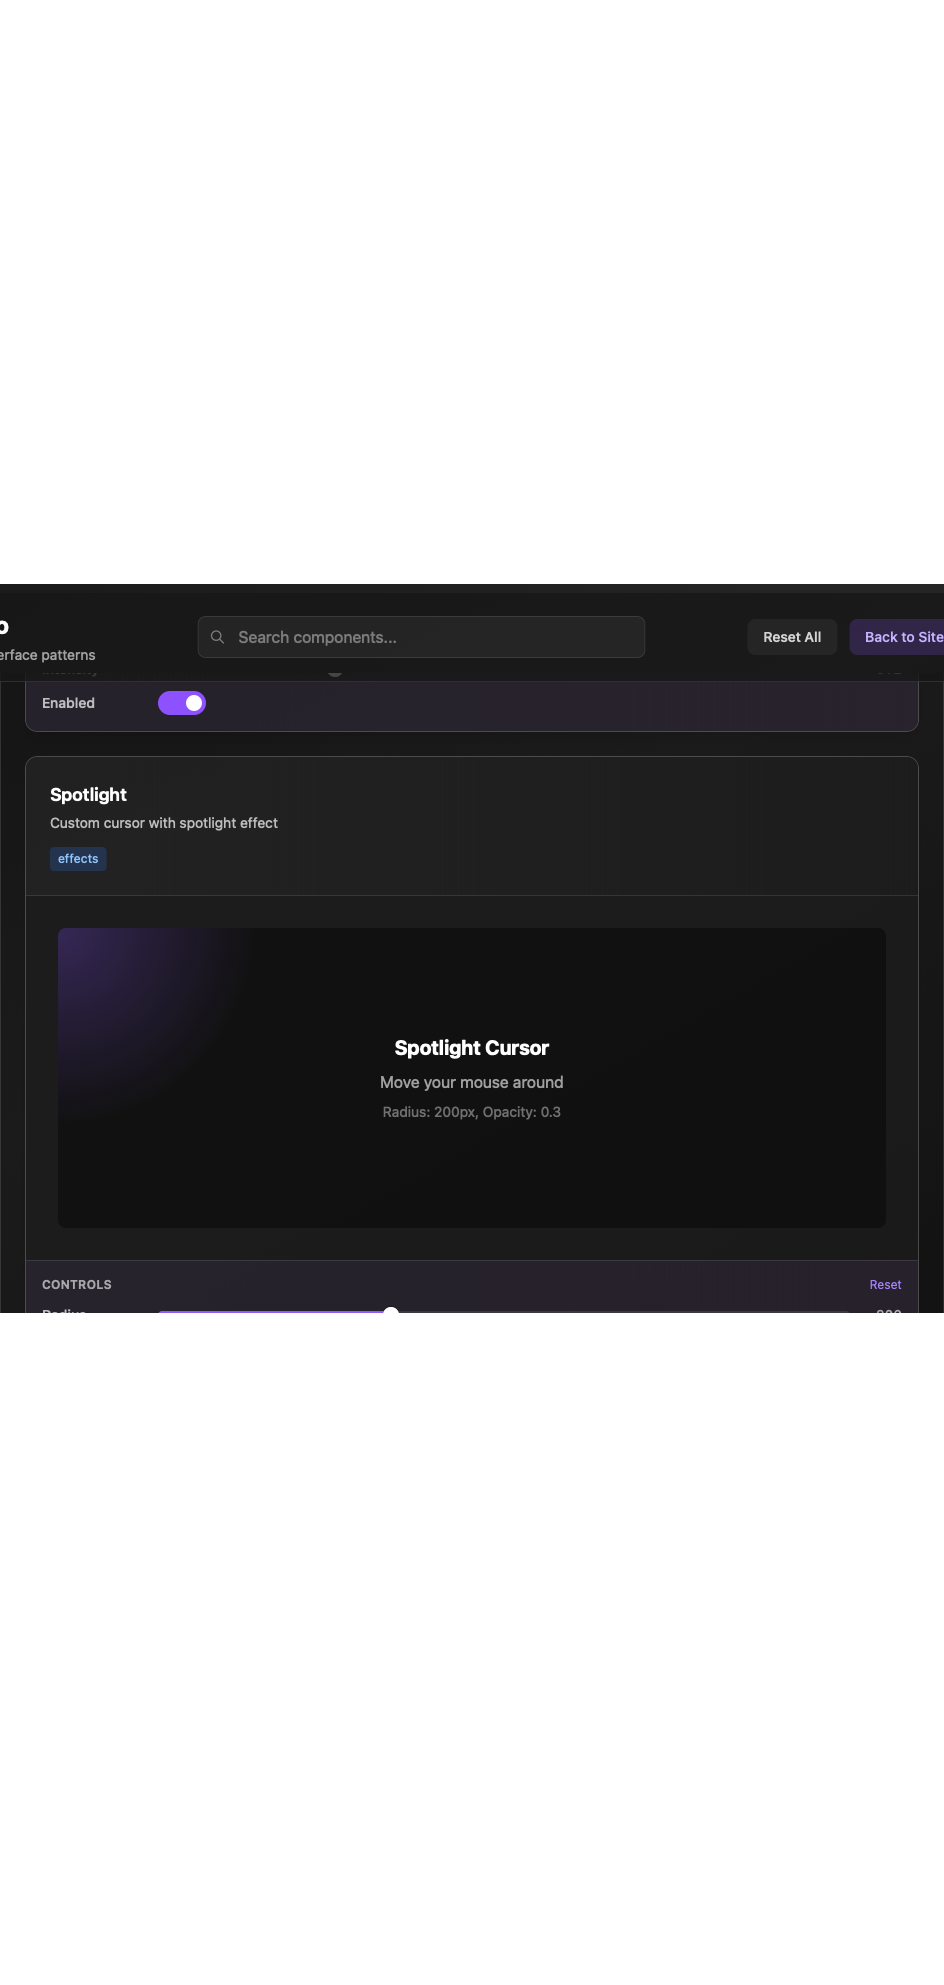 Search components...
Reset All
Back to Site
erface patterns
Enabled
Spotlight
Custom cursor with spotlight effect
effects
Spotlight Cursor
Move your mouse around
Radius: 200px, Opacity: 0.3
CONTROLS
Reset